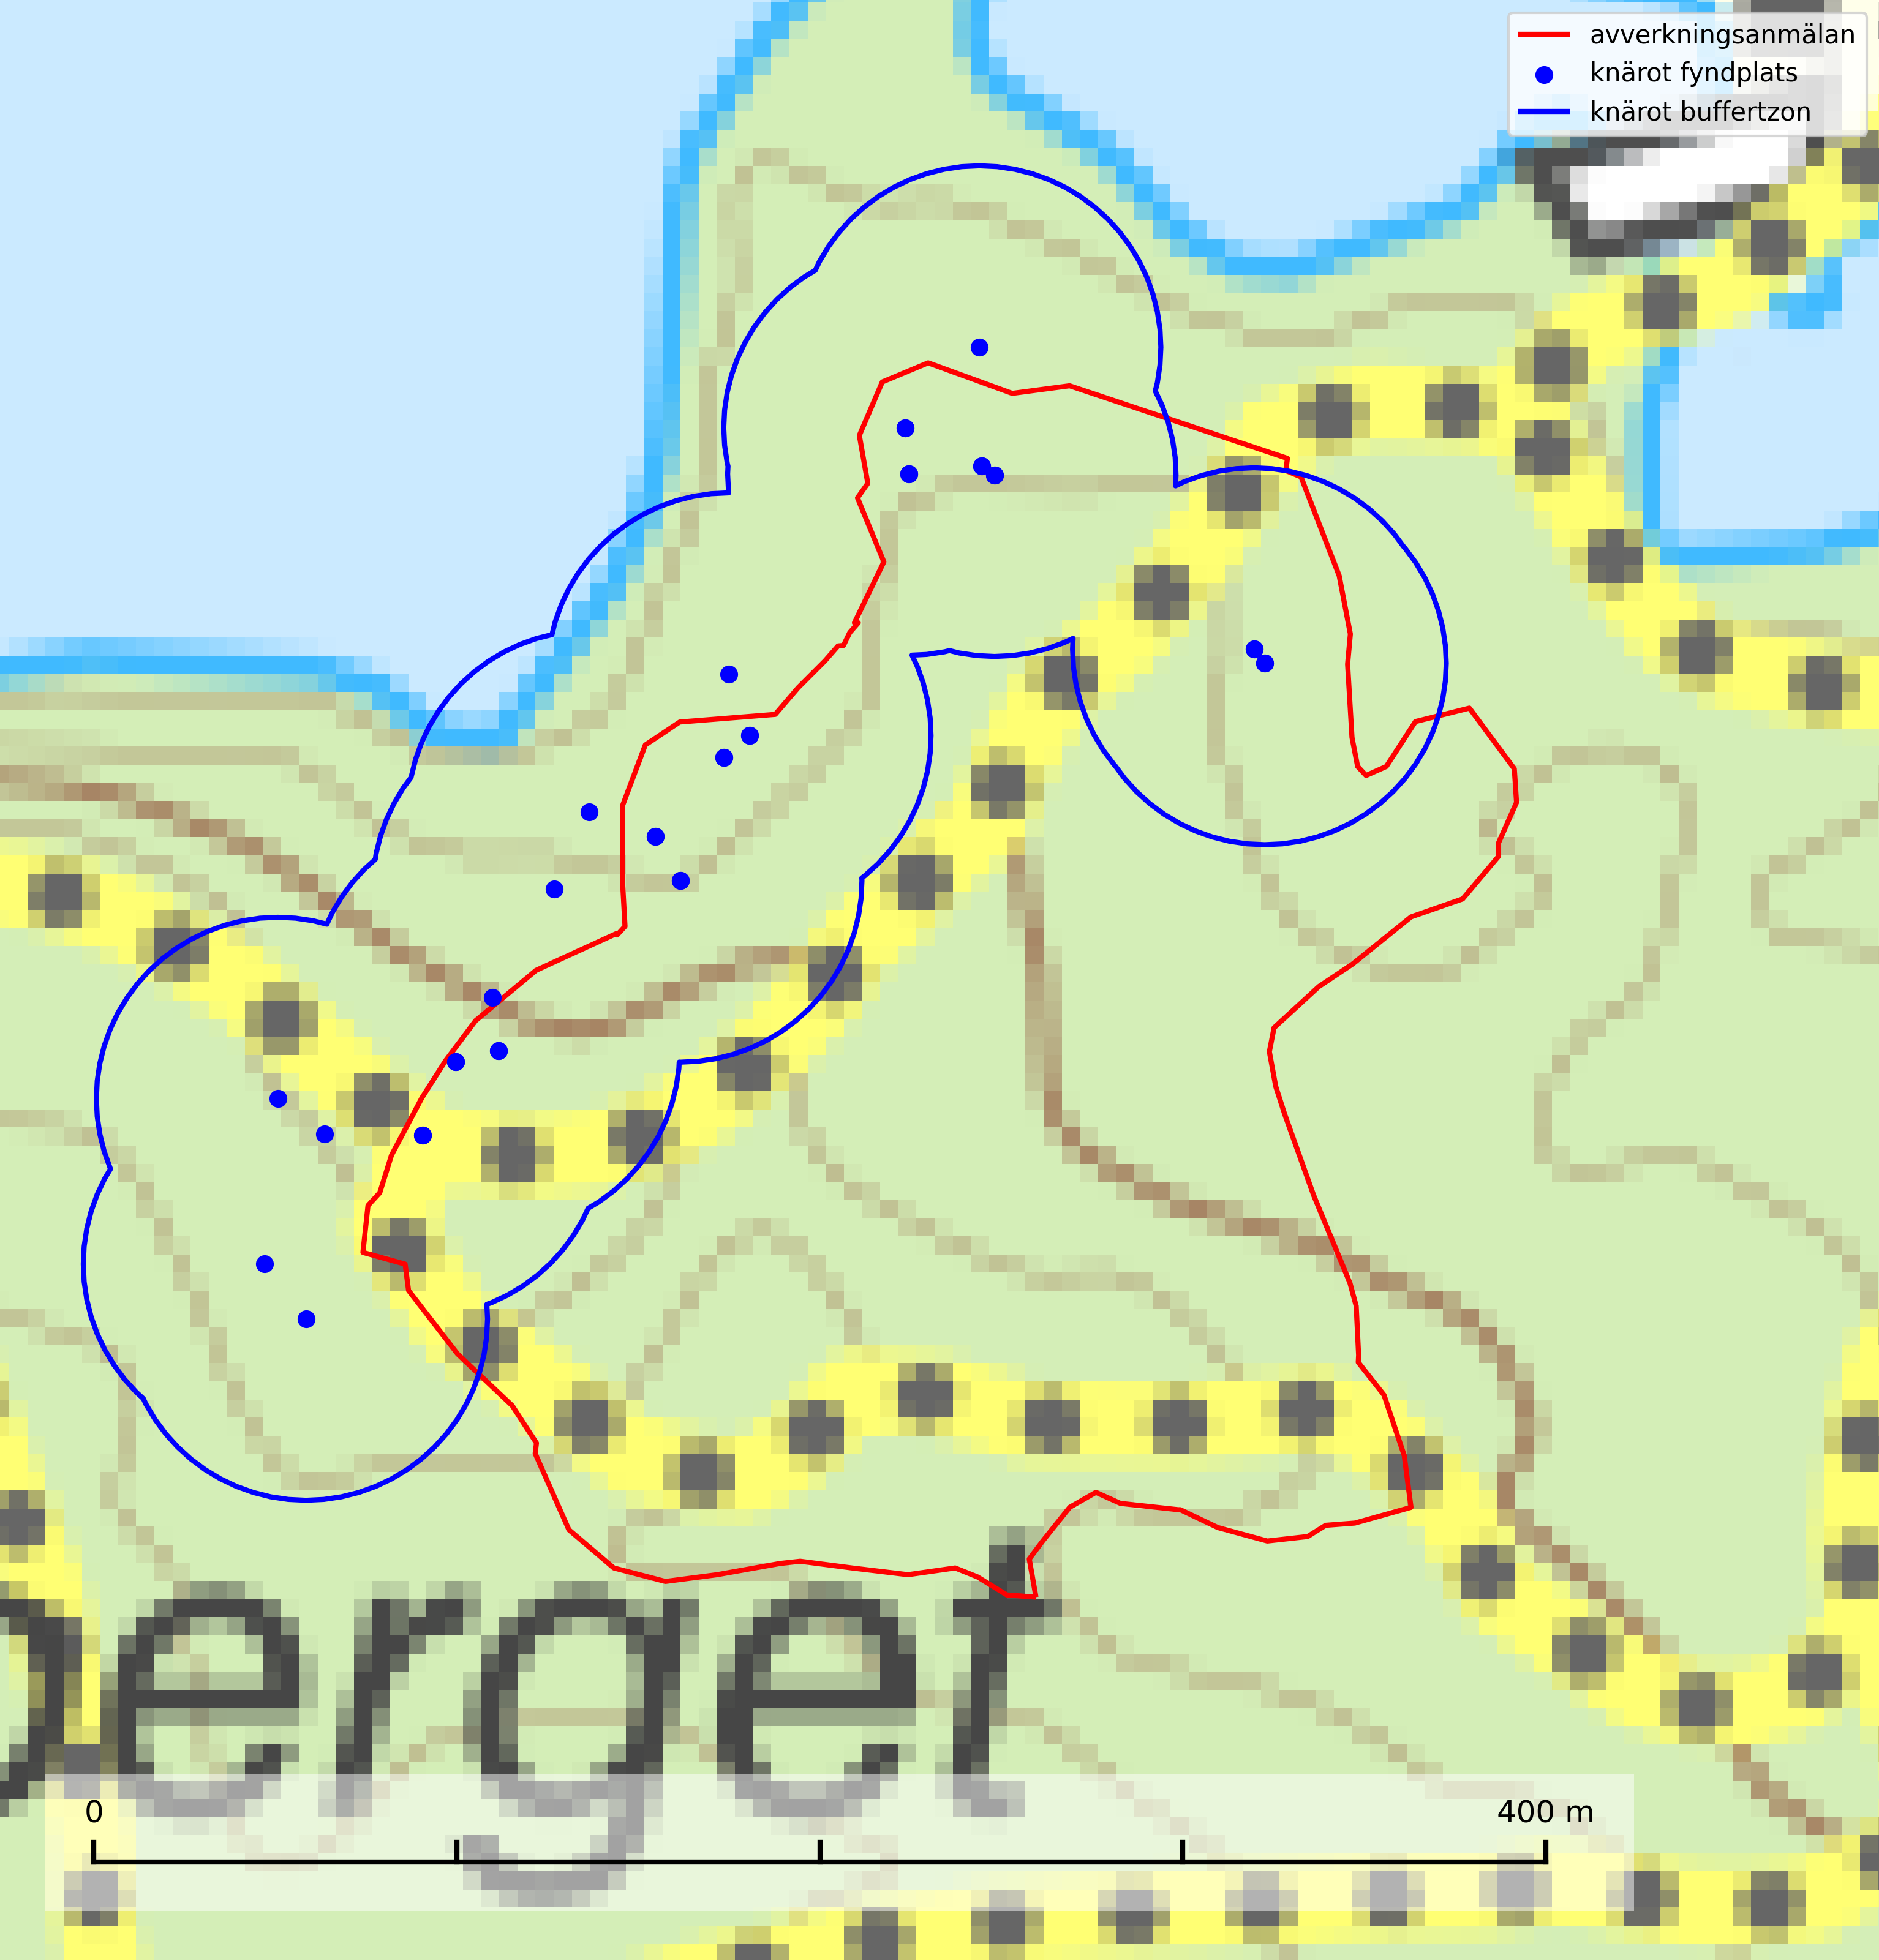 avverkningsanmälan
knärot fyndplats
knärot buffertzon
erget
0
400 m